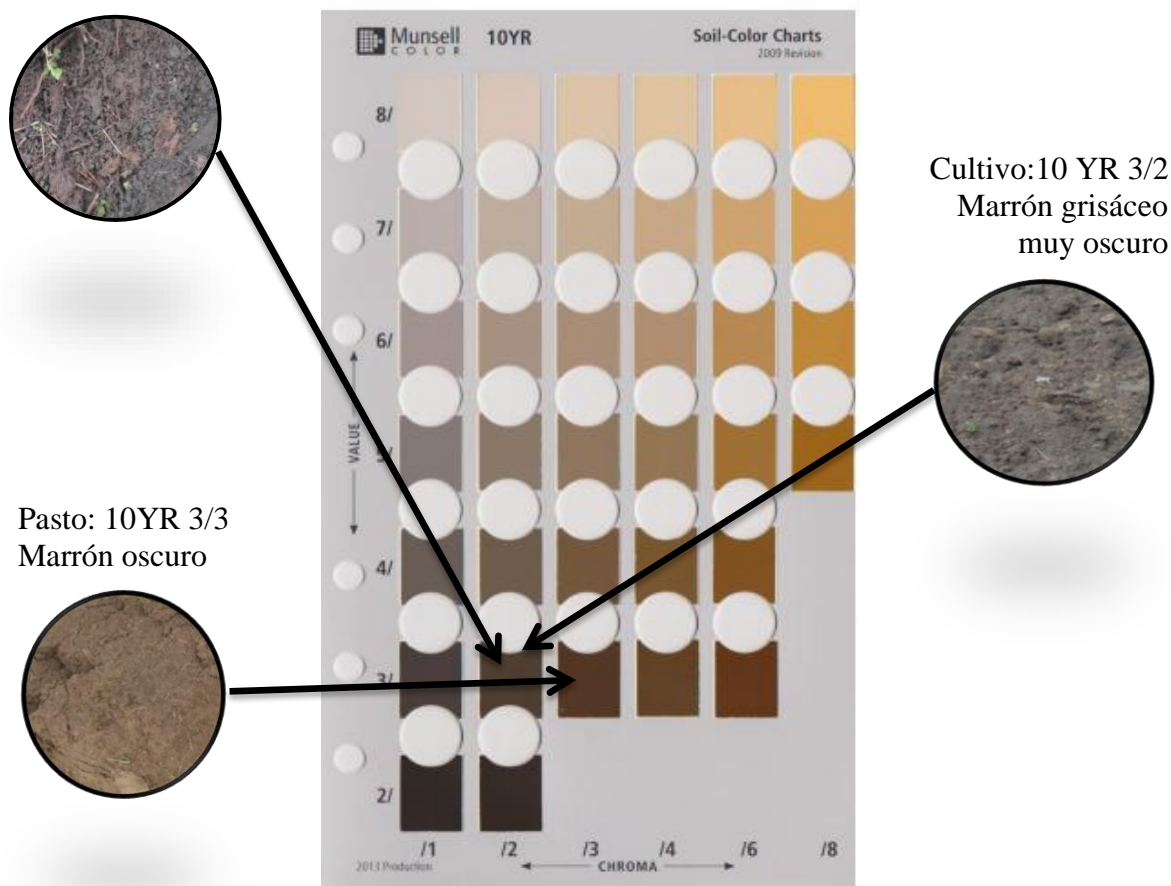 Munsell
COLOR
10YR
Soil-Color Charts
2009 Revision
8/
7/
6/
5/
4/
3/
2/
VALUE
Cultivo:10 YR 3/2
Marrón grisáceo
muy oscuro
Pasto: 10YR 3/3
Marrón oscuro
/1 /2 /3 /4 /6 /8
2013 Production
CHROMA